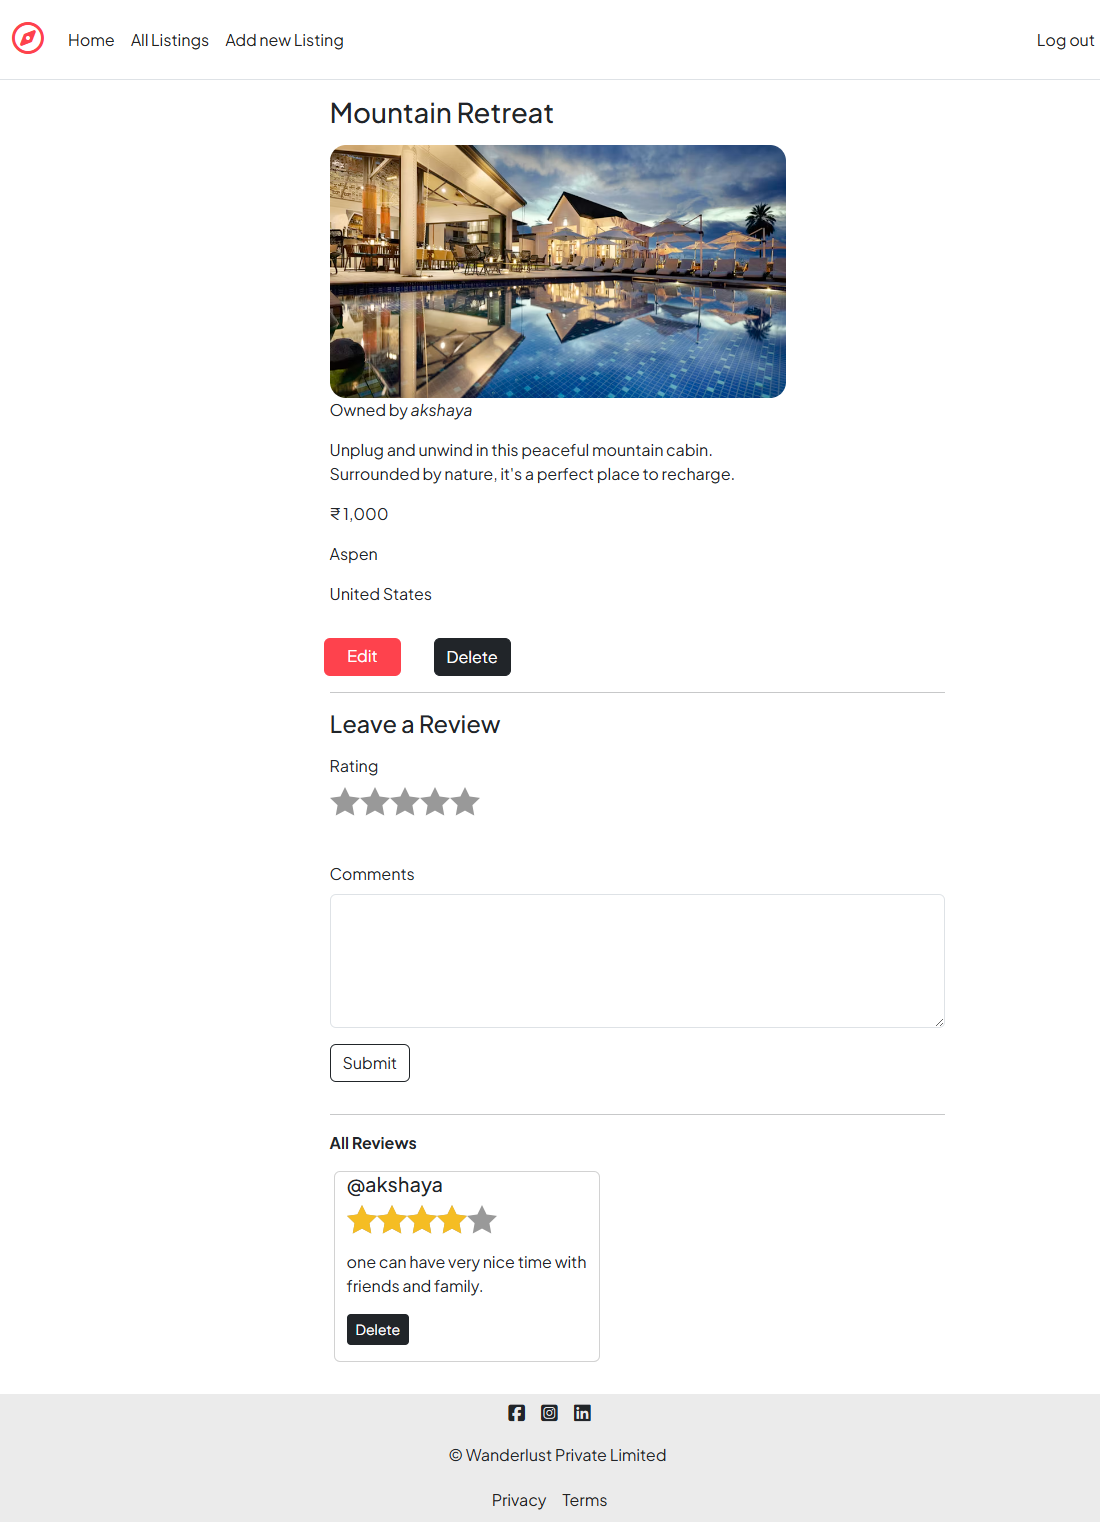 Home All Listings Add new Listing Log out
Mountain Retreat
Owned by akshaya
Unplug and unwind in this peaceful mountain cabin.
Surrounded by nature, it's a perfect place to recharge.
₹ 1,000
Aspen
United States
Edit Delete
Leave a Review
Rating
Comments
Submit
All Reviews
@akshaya
one can have very nice time with
friends and family.
Delete
© Wanderlust Private Limited
Privacy Terms